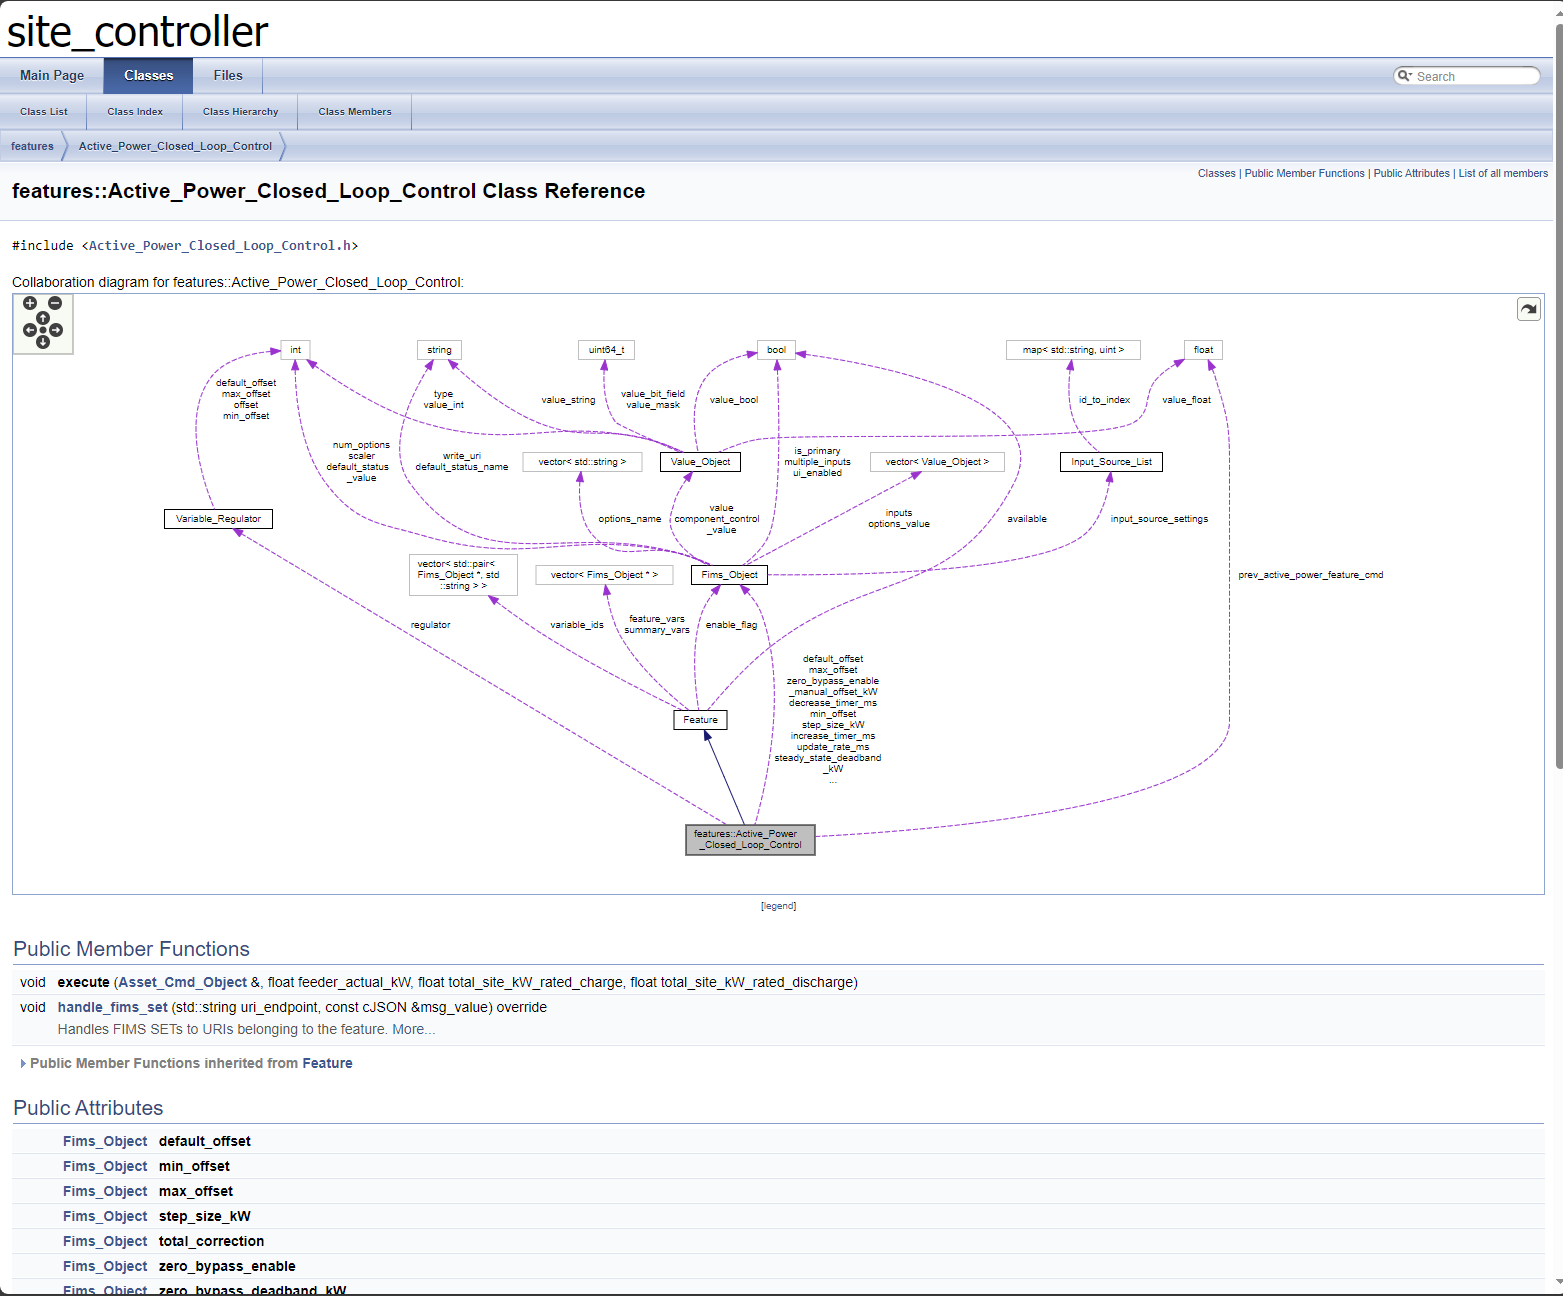 site_controller
Main Page
Classes
Files
Search
Class List
Class Index
Class Hierarchy
Class Members
features
Active_Power_Closed_Loop_Control
Classes | Public Member Functions | Public Attributes | List of all members
features::Active_Power_Closed_Loop_Control Class Reference
#include <Active_Power_Closed_Loop_Control.h>
Collaboration diagram for features::Active_Power_Closed_Loop_Control:
int
string
uint64_t
bool
map< std::string, uint >
float
default_offset
max_offset
offset
min_offset
type
value_int
value_string
value_bit_field
value_mask
value_bool
id_to_index
value_float
num_options
scaler
default_status
_value
write_uri
default_status_name
vector< std::string >
Value_Object
is_primary
multiple_inputs
ui_enabled
vector< Value_Object >
Input_Source_List
Variable_Regulator
options_name
value
component_control
_value
inputs
options_value
available
input_source_settings
vector< std::pair<
Fims_Object *, std
::string > >
vector< Fims_Object * >
Fims_Object
prev_active_power_feature_cmd
regulator
variable_ids
feature_vars
summary_vars
enable_flag
default_offset
max_offset
zero_bypass_enable
_manual_offset_kW
decrease_timer_ms
min_offset
step_size_kW
increase_timer_ms
update_rate_ms
steady_state_deadband
_kW
...
Feature
features::Active_Power
_Closed_Loop_Control
[legend]
Public Member Functions
void execute (Asset_Cmd_Object &, float feeder_actual_kW, float total_site_kW_rated_charge, float total_site_kW_rated_discharge)
void handle_fims_set (std::string uri_endpoint, const cJSON &msg_value) override
Handles FIMS SETs to URIs belonging to the feature. More...
Public Member Functions inherited from Feature
Public Attributes
Fims_Object default_offset
Fims_Object min_offset
Fims_Object max_offset
Fims_Object step_size_kW
Fims_Object total_correction
Fims_Object zero_bypass_enable
Fims_Object zero_bypass_deadband_kW